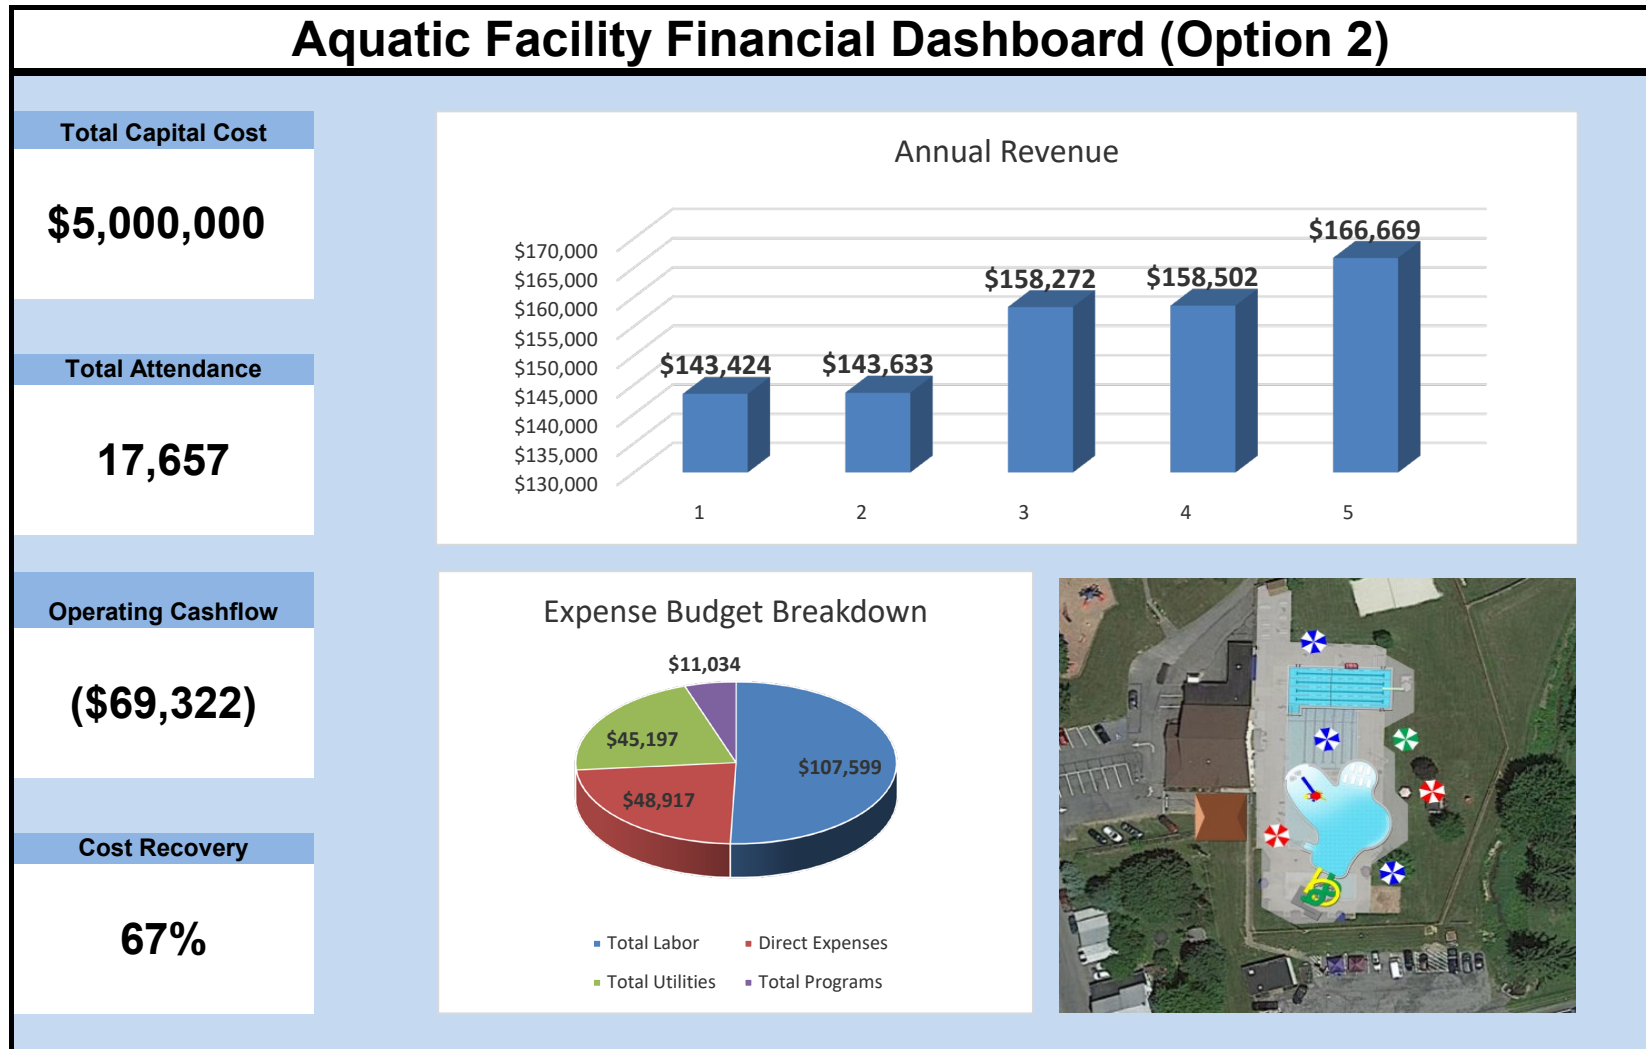 Aquatic Facility Financial Dashboard (Option 2)
Total Capital Cost
$5,000,000
Total Attendance
17,657
Operating Cashflow
($69,322)
Cost Recovery
67%
Annual Revenue
$170,000
$165,000
$160,000
$155,000
$150,000
$145,000
$140,000
$135,000
$130,000
$143,424
$143,633
$158,272
$158,502
$166,669
1 2 3 4 5
Expense Budget Breakdown
$11,034
$45,197
$107,599
$48,917
Total Labor Direct Expenses
Total Utilities Total Programs